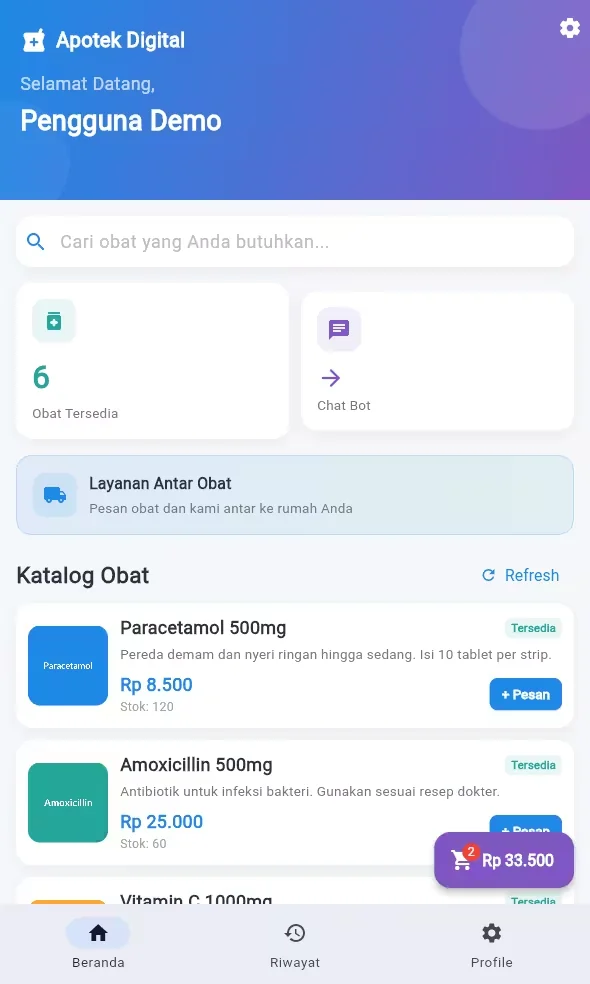 Apotek Digital
Selamat Datang,
Pengguna Demo
Cari obat yang Anda butuhkan...
6
Obat Tersedia
Chat Bot
Layanan Antar Obat
Pesan obat dan kami antar ke rumah Anda
Katalog Obat
Refresh
Paracetamol
Paracetamol 500mg
Tersedia
Pereda demam dan nyeri ringan hingga sedang. Isi 10 tablet per strip.
Rp 8.500
Stok: 120
+ Pesan
Amoxicillin
Amoxicillin 500mg
Tersedia
Antibiotik untuk infeksi bakteri. Gunakan sesuai resep dokter.
Rp 25.000
Stok: 60
+ Pesan
2
Rp 33.500
Vitamin C 1000mg
Tersedia
Beranda
Riwayat
Profile